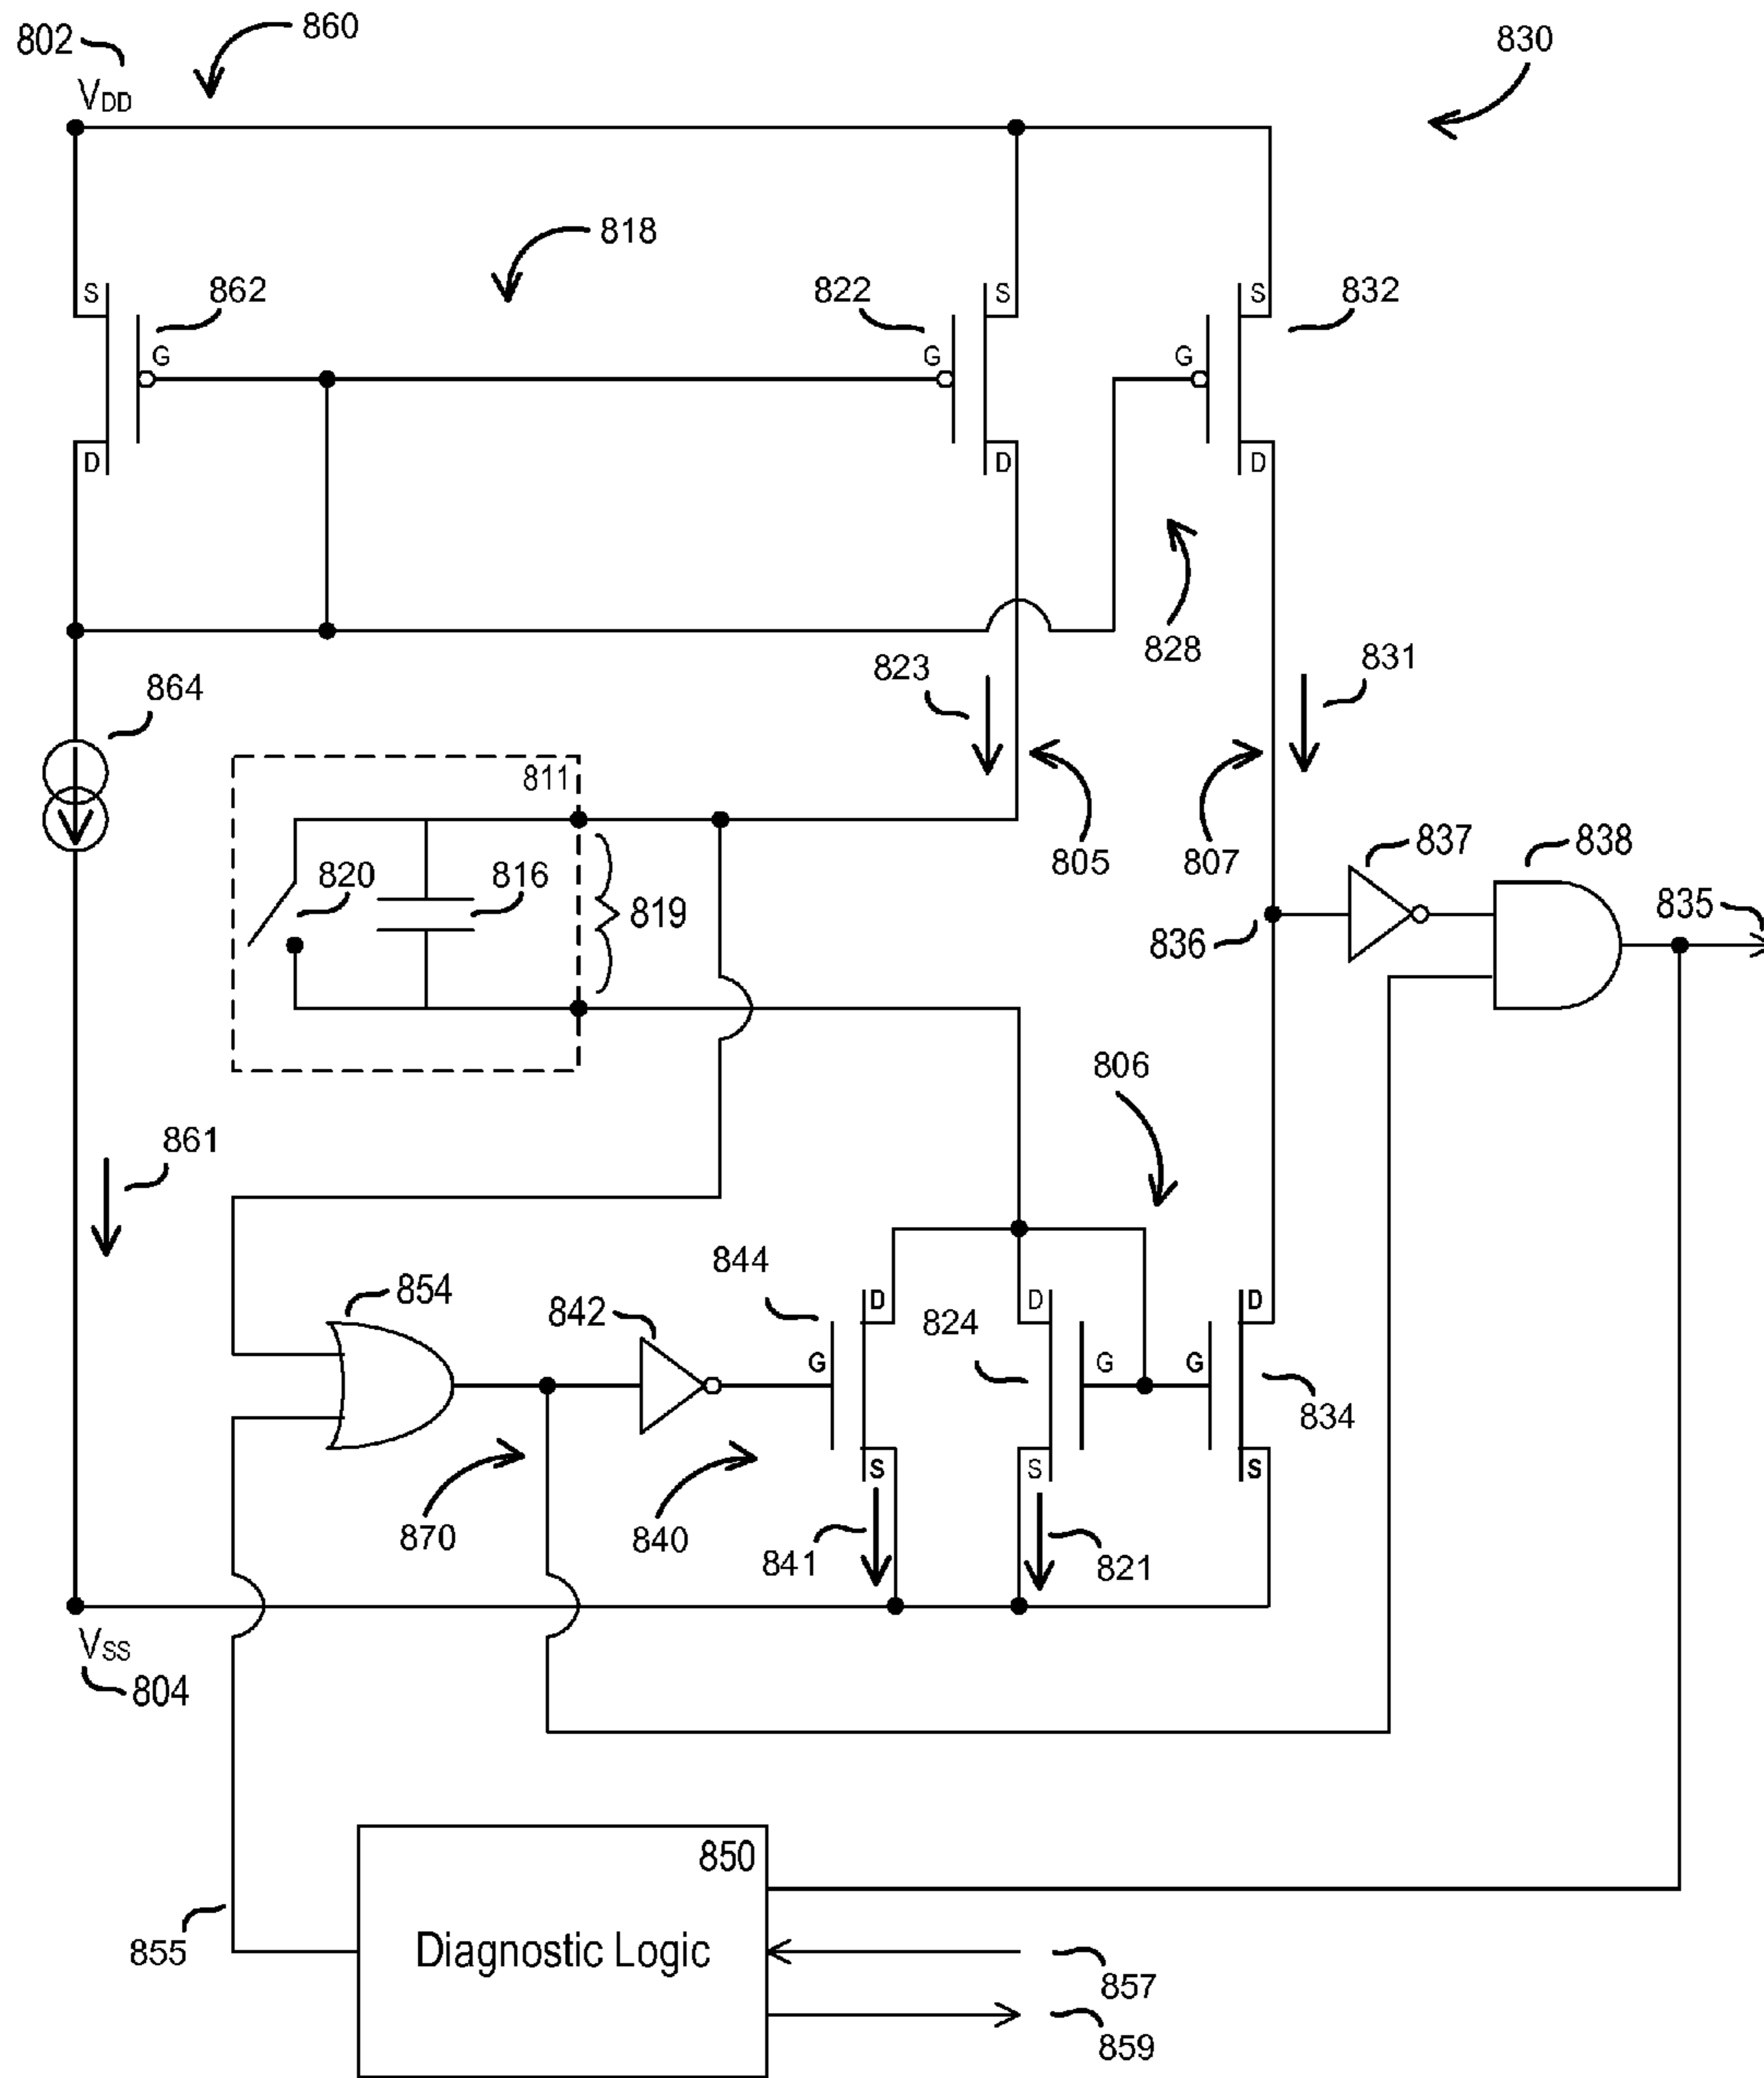 802
860
830
VDD
818
S
862
822
S
S
832
G
G
G
D
D
D
828
823
831
864
811
805
807
837
838
820
816
819
836
835
806
861
844
854
842
D
D
D
824
G
G
G
834
S
S
S
870
840
841
821
VSS
804
850
855
Diagnostic Logic
857
859